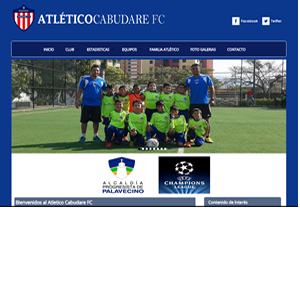 ATLÉTICOCABUDARE FC
Facebook
Twitter
INICIO CLUB ESTADISTICAS EQUIPOS FAMILIA ATLÉTICO FOTO GALERIAS CONTACTO
ALCALDÍA
PROGRESISTA DE
PALAVECINO
CHAMPIONS
LEAGUE
Bienvenidos al Atletico Cabudare FC
Contenido de Interés